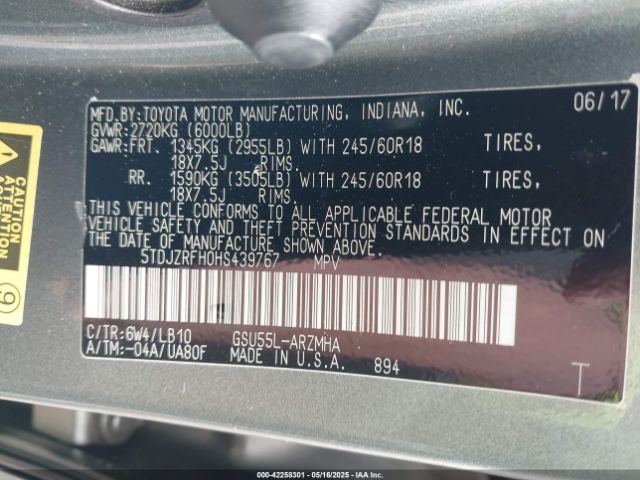 MFD.BY:TOYOTA MOTOR MANUFACTURING, INDIANA, INC. 06/17
GVWR:2720KG (6000LB)
GAWR:FRT. 1345KG (2955LB) WITH 245/60R18 TIRES,
18X7.5J RIMS.
RR. 1590KG (3505LB) WITH 245/60R18 TIRES,
18X7.5J RIMS.
THIS VEHICLE CONFORMS TO ALL APPLICABLE FEDERAL MOTOR
VEHICLE SAFETY AND THEFT PREVENTION STANDARDS IN EFFECT ON
THE DATE OF MANUFACTURE SHOWN ABOVE.
5TDJZRFH0HS439767 MPV
C/TR:6W4/LB10 GSU55L-ARZMHA
A/TM:-04A/UA80F MADE IN U.S.A. 894
T
CAUTION
ATTENTION
9
000-42258301 - 05/16/2025 - IAAI.COM